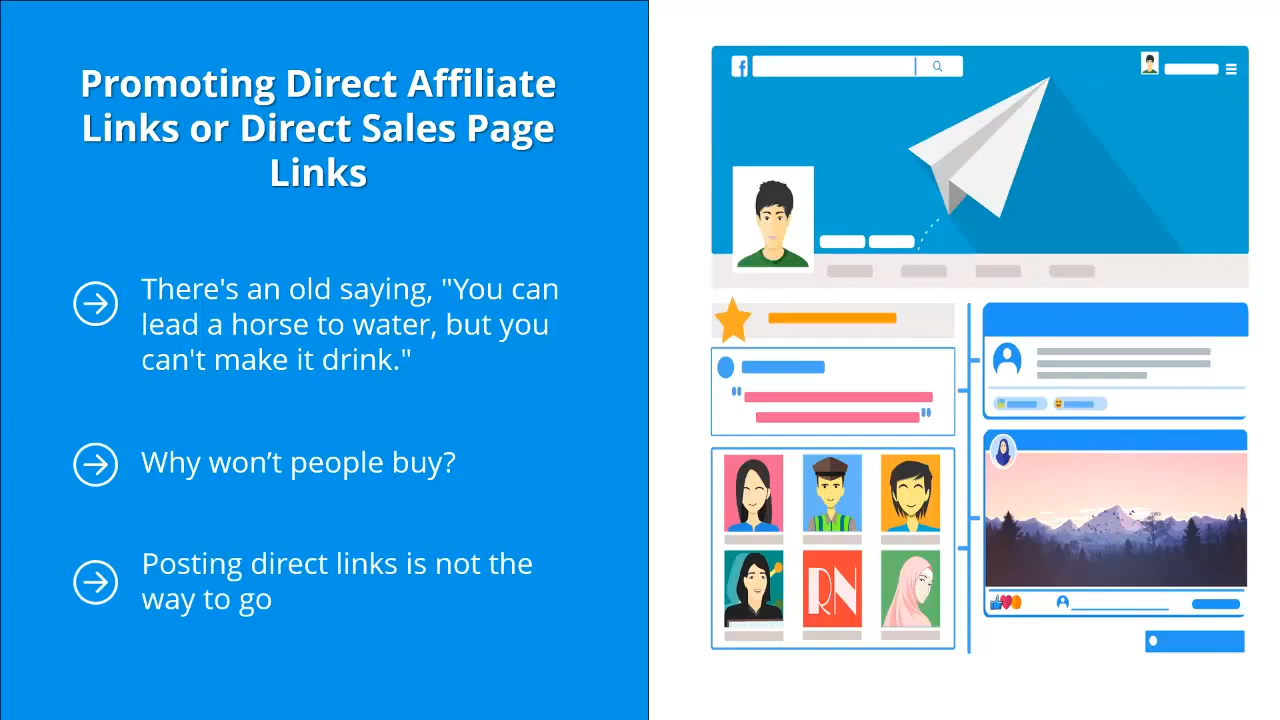 Promoting Direct Affiliate
Links or Direct Sales Page
Links
There's an old saying, "You can
lead a horse to water, but you
can't make it drink."
Why won’t people buy?
Posting direct links is not the
way to go
f
RN